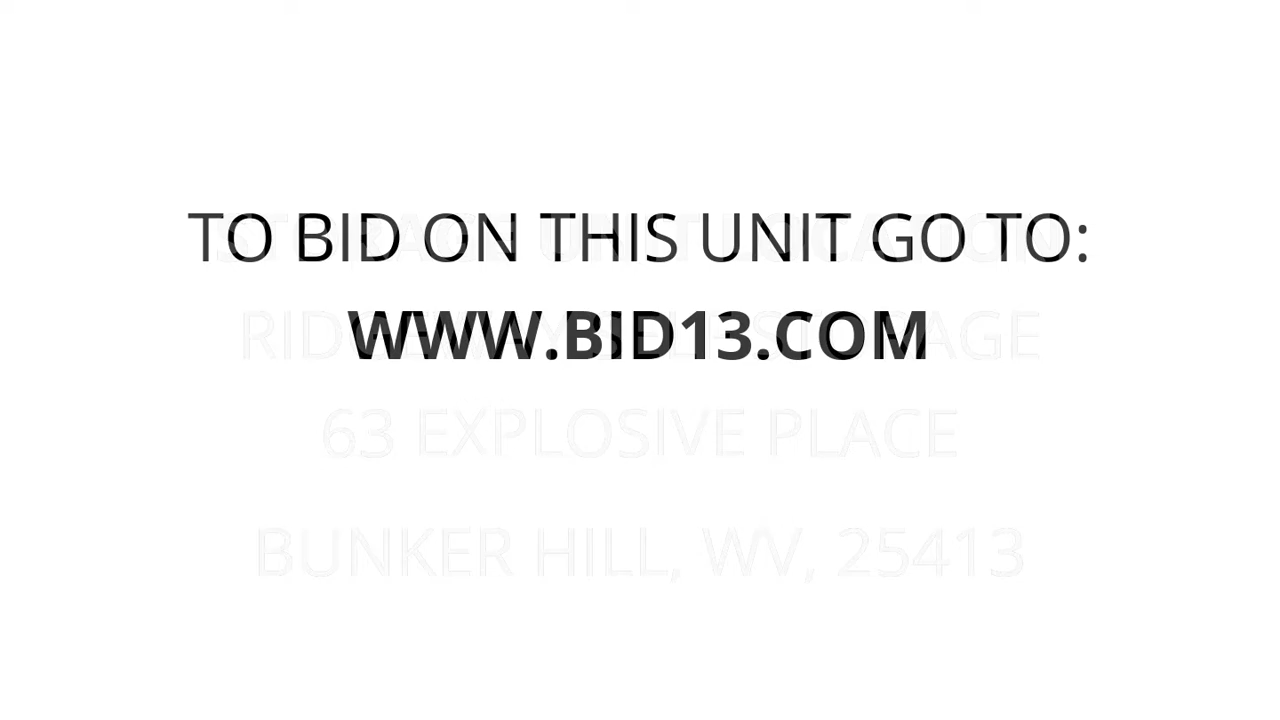 TO BID ON THIS UNIT GO TO:
WWW.BID13.COM
63 EXPLOSIVE PLACE
BUNKER HILL, WV, 25413